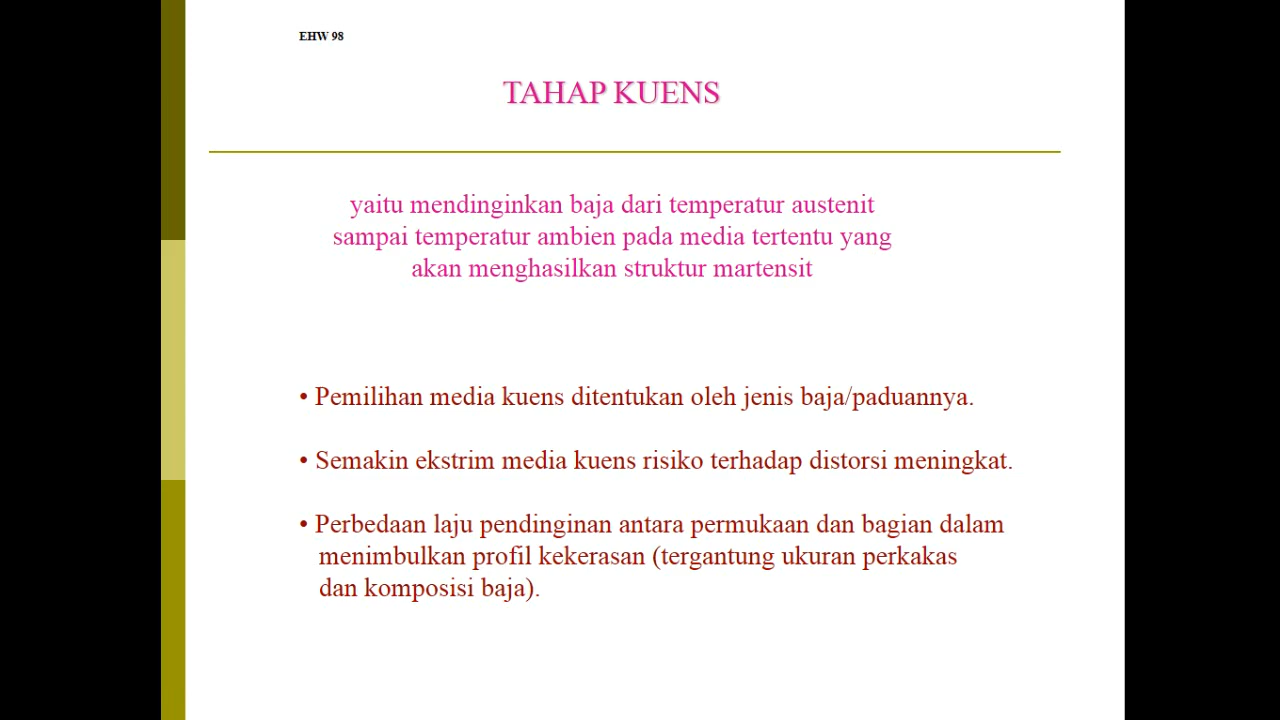 EHW 98
TAHAP KUENS
yaitu mendinginkan baja dari temperatur austenit
sampai temperatur ambien pada media tertentu yang
akan menghasilkan struktur martensit
• Pemilihan media kuens ditentukan oleh jenis baja/paduannya.
• Semakin ekstrim media kuens risiko terhadap distorsi meningkat.
• Perbedaan laju pendinginan antara permukaan dan bagian dalam
menimbulkan profil kekerasan (tergantung ukuran perkakas
dan komposisi baja).